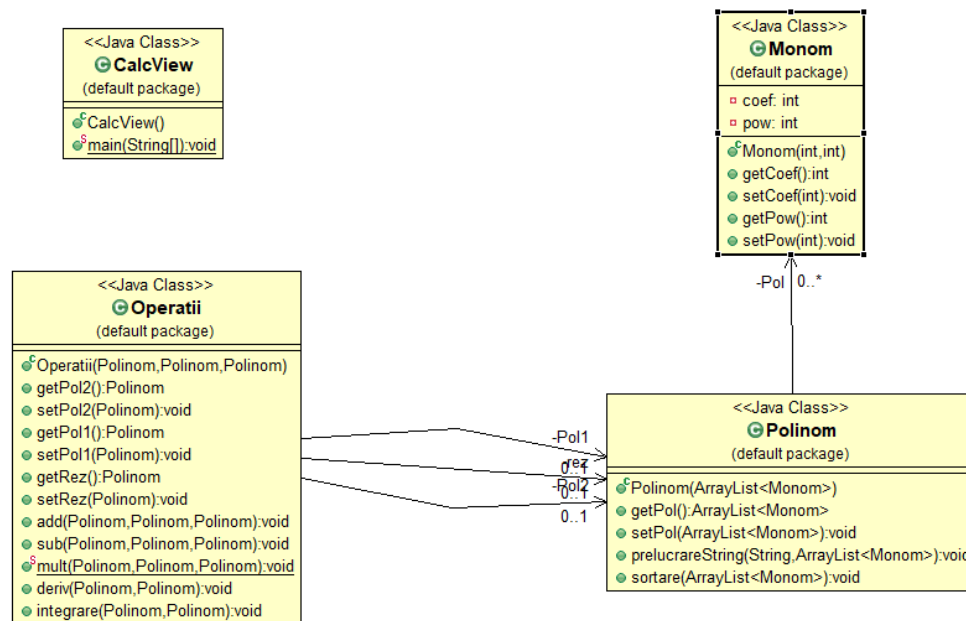 <<Java Class>>
CalcView
(default package)
CalcView()
main(String[]):void
<<Java Class>>
Monom
(default package)
coef: int
pow: int
Monom(int,int)
getCoef():int
setCoef(int):void
getPow():int
setPow(int):void
-Pol 0..*
<<Java Class>>
Operatii
(default package)
Operatii(Polinom,Polinom,Polinom)
getPol2():Polinom
setPol2(Polinom):void
getPol1():Polinom
setPol1(Polinom):void
getRez():Polinom
setRez(Polinom):void
add(Polinom,Polinom,Polinom):void
sub(Polinom,Polinom,Polinom):void
mult(Polinom,Polinom,Polinom):void
deriv(Polinom,Polinom):void
integrare(Polinom,Polinom):void
-Pol1
-rez
0..1
-Pol2
0..1
0..1
<<Java Class>>
Polinom
(default package)
Polinom(ArrayList<Monom>)
getPol():ArrayList<Monom>
setPol(ArrayList<Monom>):void
prelucrareString(String,ArrayList<Monom>):void
sortare(ArrayList<Monom>):void